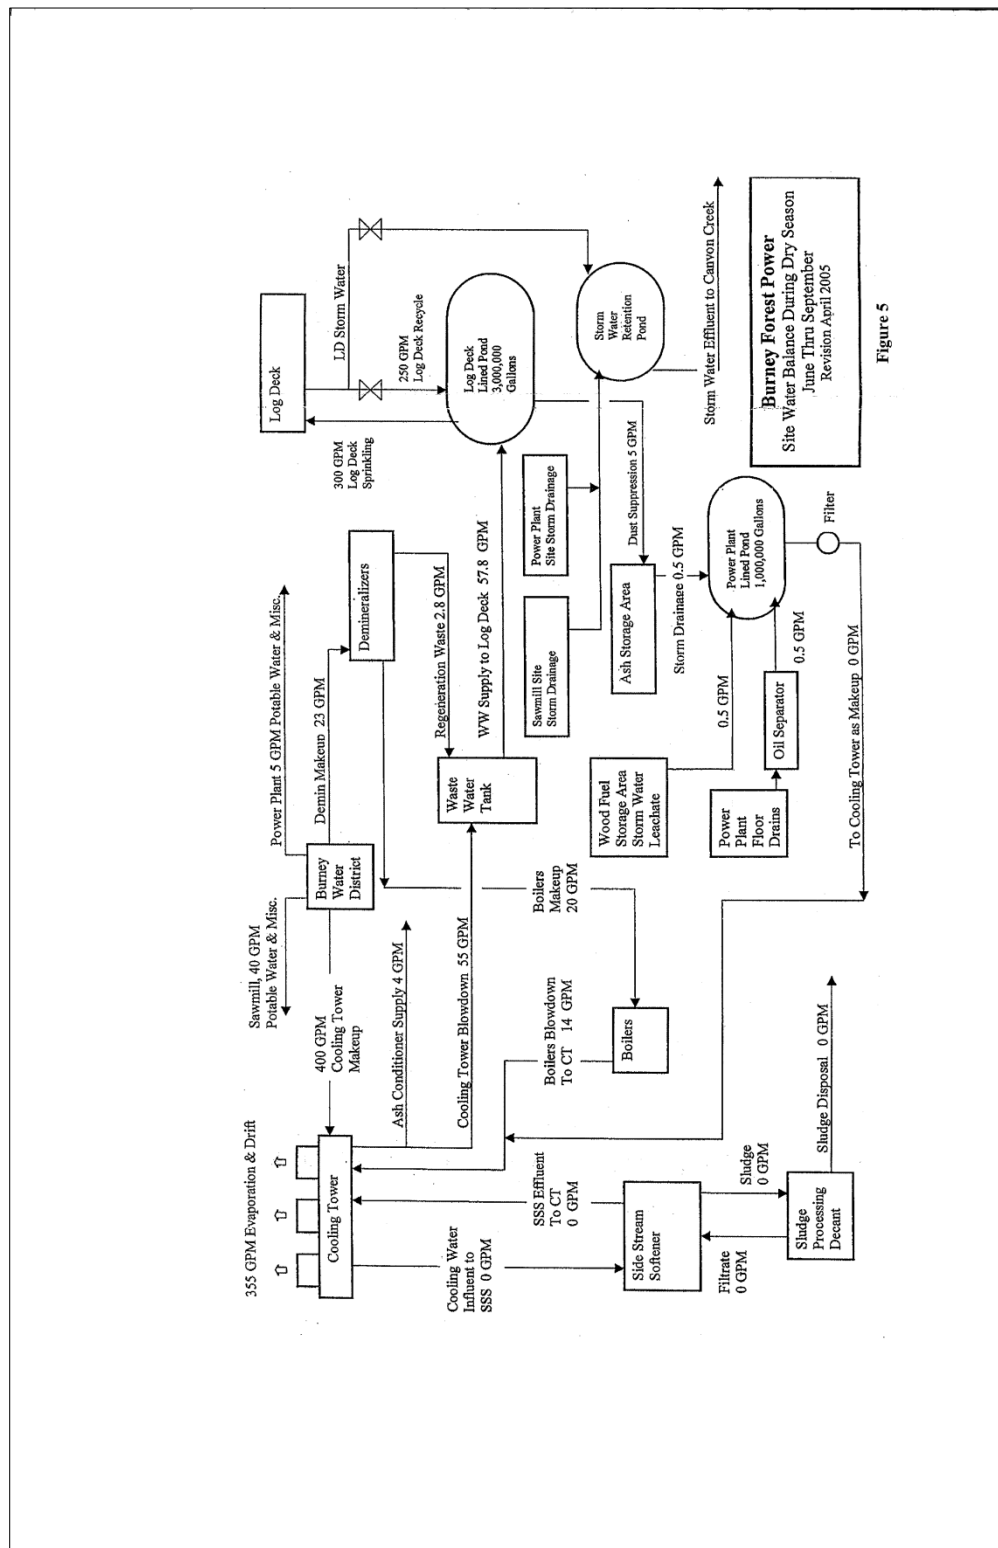 355 GPM Evaporation & Drift
Cooling Tower
Sawmill, 40 GPM
Potable Water & Misc.
400 GPM
Cooling Tower
Makeup
Burney
Water
District
Power Plant 5 GPM Potable Water & Misc.
Demin Makeup 23 GPM
Demineralizers
Regeneration Waste 2.8 GPM
Ash Conditioner Supply 4 GPM
Cooling Tower Blowdown 55 GPM
Waste
Water
Tank
WW Supply to Log Deck 57.8 GPM
Log Deck
300 GPM
Log Deck
Sprinkling
LD Storm Water
250 GPM
Log Deck Recycle
Log Deck
Lined Pond
3,000,000
Gallons
Storm
Water
Retention
Pond
Storm Water Effluent to Canyon Creek
Power Plant
Site Storm Drainage
Sawmill Site
Storm Drainage
Dust Suppression 5 GPM
Ash Storage Area
Storm Drainage 0.5 GPM
Power Plant
Lined Pond
1,000,000 Gallons
Filter
Wood Fuel
Storage Area
Storm Water
Leachate
0.5 GPM
Power
Plant
Floor
Drains
Oil Separator
0.5 GPM
To Cooling Tower as Makeup 0 GPM
Boilers
Makeup
20 GPM
Boilers
Boilers Blowdown
To CT 14 GPM
Cooling Water
Influent to
SSS 0 GPM
SSS Effluent
To CT
0 GPM
Side Stream
Softener
Sludge
0 GPM
Filtrate
0 GPM
Sludge
Processing
Decant
Sludge Disposal 0 GPM
Burney Forest Power
Site Water Balance During Dry Season
June Thru September
Revision April 2005
Figure 5